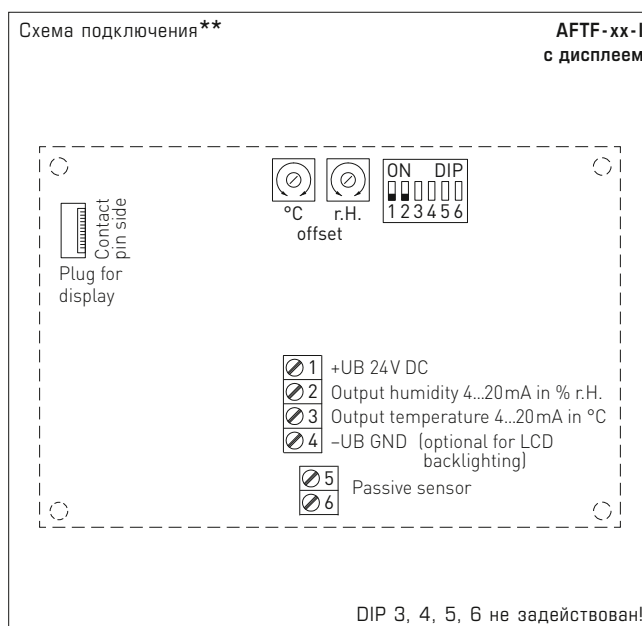 Схема подключения**
AFTF-xx-I
с дисплеем
ON DIP
1 2 3 4 5 6
°C r.H.
offset
Contact
pin side
Plug for
display
1 +UB 24V DC
2 Output humidity 4...20mA in % r.H.
3 Output temperature 4...20mA in °C
4 –UB GND (optional for LCD
backlighting)
5
6
Passive sensor
DIP 3, 4, 5, 6 не задействован!